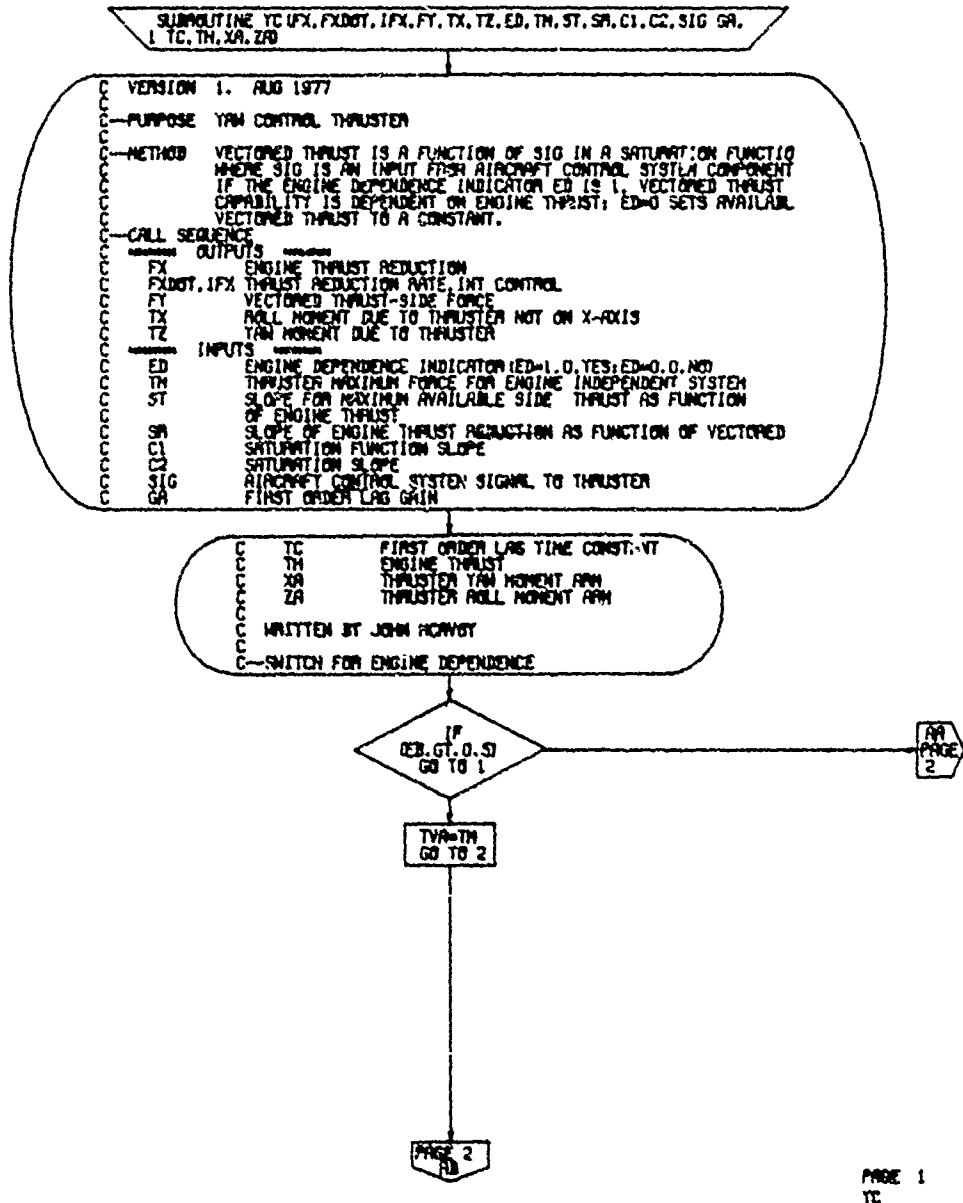 SUBROUTINE YC(FX,FXDOT,IFX,FY,TX,TZ,ED,TM,ST,SA,C1,C2,SIG GA,
1 TC,TH,XA,ZA)
C VERSION 1. AUG 1977
C
C--PURPOSE YAW CONTROL THRUSTER
C
C--METHOD VECTORED THRUST IS A FUNCTION OF SIG IN A SATURATION FUNCTIO
C WHERE SIG IS AN INPUT FROM AIRCRAFT CONTROL SYSTEM COMPONENT
C IF THE ENGINE DEPENDENCE INDICATOR ED IS 1, VECTORED THRUST
C CAPABILITY IS DEPENDENT ON ENGINE THRUST; ED=0 SETS AVAILABL
C VECTORED THRUST TO A CONSTANT.
C--CALL SEQUENCE
C ------- OUTPUTS -------
C FX ENGINE THRUST REDUCTION
C FXDOT,IFX THRUST REDUCTION RATE,INT CONTROL
C FY VECTORED THRUST-SIDE FORCE
C TX ROLL MOMENT DUE TO THRUSTER NOT ON X-AXIS
C TZ YAW MOMENT DUE TO THRUSTER
C ------- INPUTS -------
C ED ENGINE DEPENDENCE INDICATOR(ED=1.0,YES;ED=0.0,NO)
C TM THRUSTER MAXIMUM FORCE FOR ENGINE INDEPENDENT SYSTEM
C ST SLOPE FOR MAXIMUM AVAILABLE SIDE THRUST AS FUNCTION
C OF ENGINE THRUST
C SA SLOPE OF ENGINE THRUST REDUCTION AS FUNCTION OF VECTORED
C C1 SATURATION FUNCTION SLOPE
C C2 SATURATION SLOPE
C SIG AIRCRAFT CONTROL SYSTEM SIGNAL TO THRUSTER
C GA FIRST ORDER LAG GAIN
C TC FIRST ORDER LAG TIME CONST NT
C TH ENGINE THRUST
C XA THRUSTER YAW MOMENT ARM
C ZA THRUSTER ROLL MOMENT ARM
C
C WRITTEN BY JOHN MCAVOY
C
C--SWITCH FOR ENGINE DEPENDENCE
IF
(ED.GT.0.5)
GO TO 1
AA
PAGE
2
TVA=TM
GO TO 2
PAGE 2
AB
PAGE 1
YC